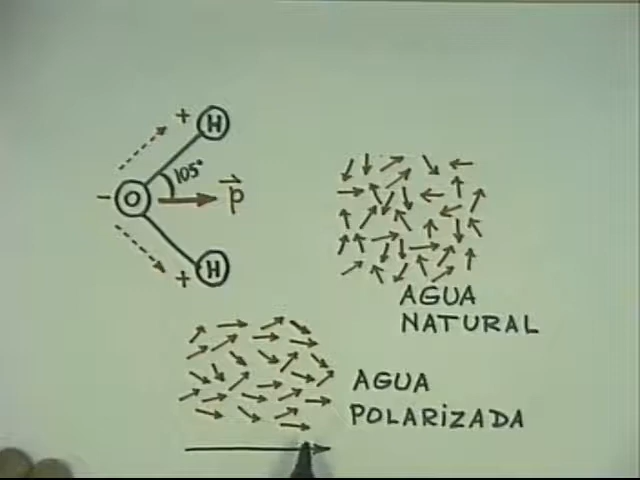 + H
105°
- O p
+ H
AGUA
NATURAL
AGUA
POLARIZADA